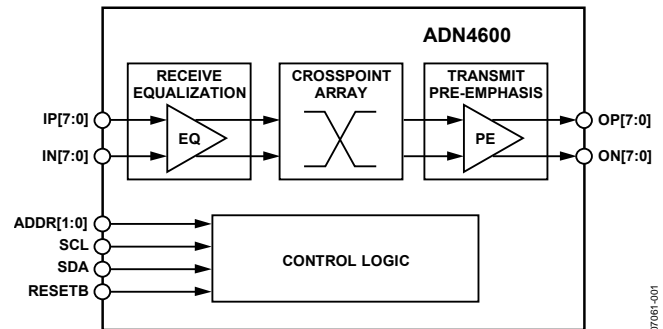 ADN4600
RECEIVE
EQUALIZATION
CROSSPOINT
ARRAY
TRANSMIT
PRE-EMPHASIS
IP[7:0]
IN[7:0]
EQ
PE
OP[7:0]
ON[7:0]
ADDR[1:0]
SCL
SDA
RESETB
CONTROL LOGIC
07061-001